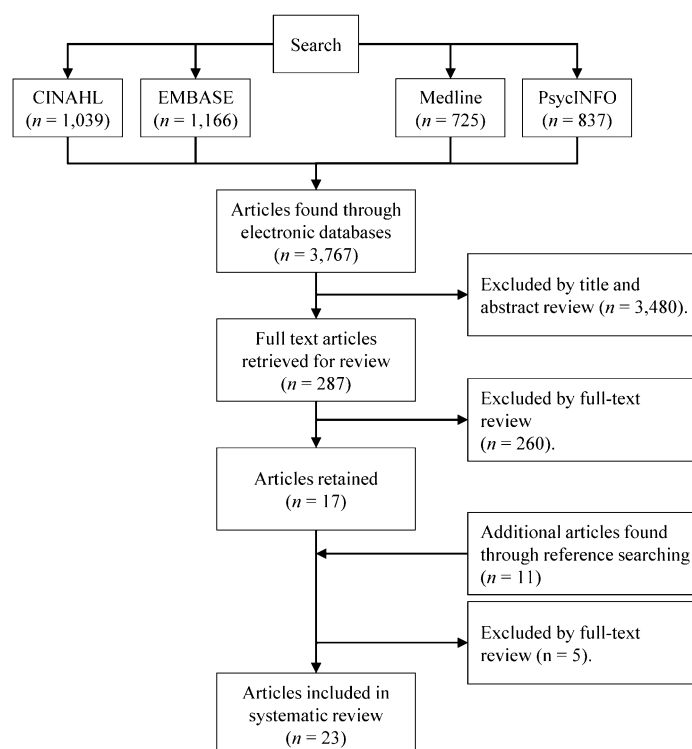 Search
CINAHL
(n = 1,039)
EMBASE
(n = 1,166)
Medline
(n = 725)
PsycINFO
(n = 837)
Articles found through
electronic databases
(n = 3,767)
Excluded by title and
abstract review (n = 3,480).
Full text articles
retrieved for review
(n = 287)
Excluded by full-text
review
(n = 260).
Articles retained
(n = 17)
Additional articles found
through reference searching
(n = 11)
Excluded by full-text
review (n = 5).
Articles included in
systematic review
(n = 23)